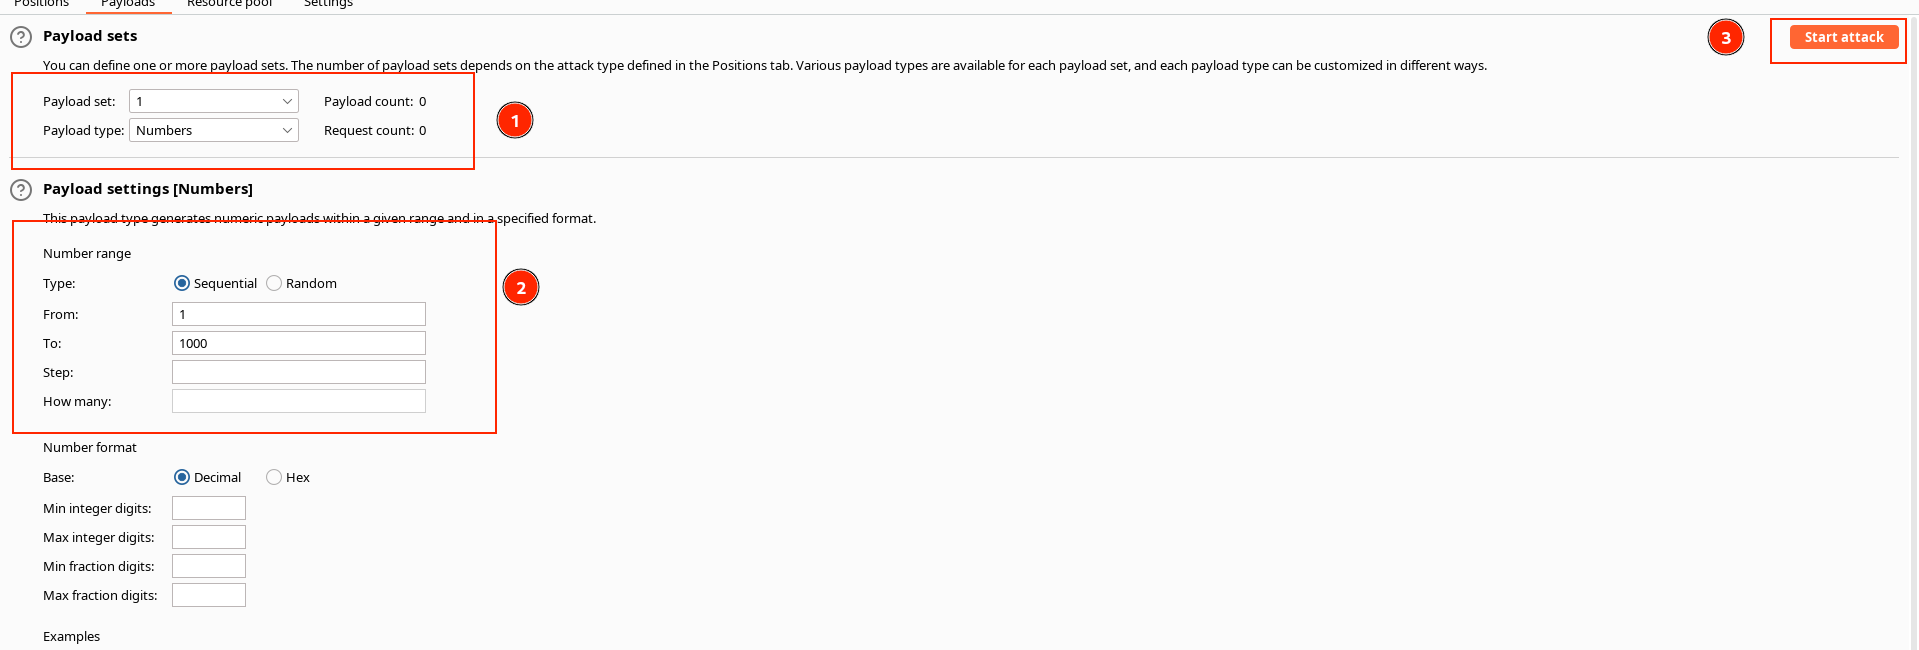 Positions Payloads Resource pool Settings
Payload sets
3
Start attack
You can define one or more payload sets. The number of payload sets depends on the attack type defined in the Positions tab. Various payload types are available for each payload set, and each payload type can be customized in different ways.
Payload set: 1 Payload count: 0
1
Payload type: Numbers Request count: 0
Payload settings [Numbers]
This payload type generates numeric payloads within a given range and in a specified format.
Number range
Type: Sequential Random
2
From: 1
To: 1000
Step:
How many:
Number format
Base: Decimal Hex
Min integer digits:
Max integer digits:
Min fraction digits:
Max fraction digits:
Examples